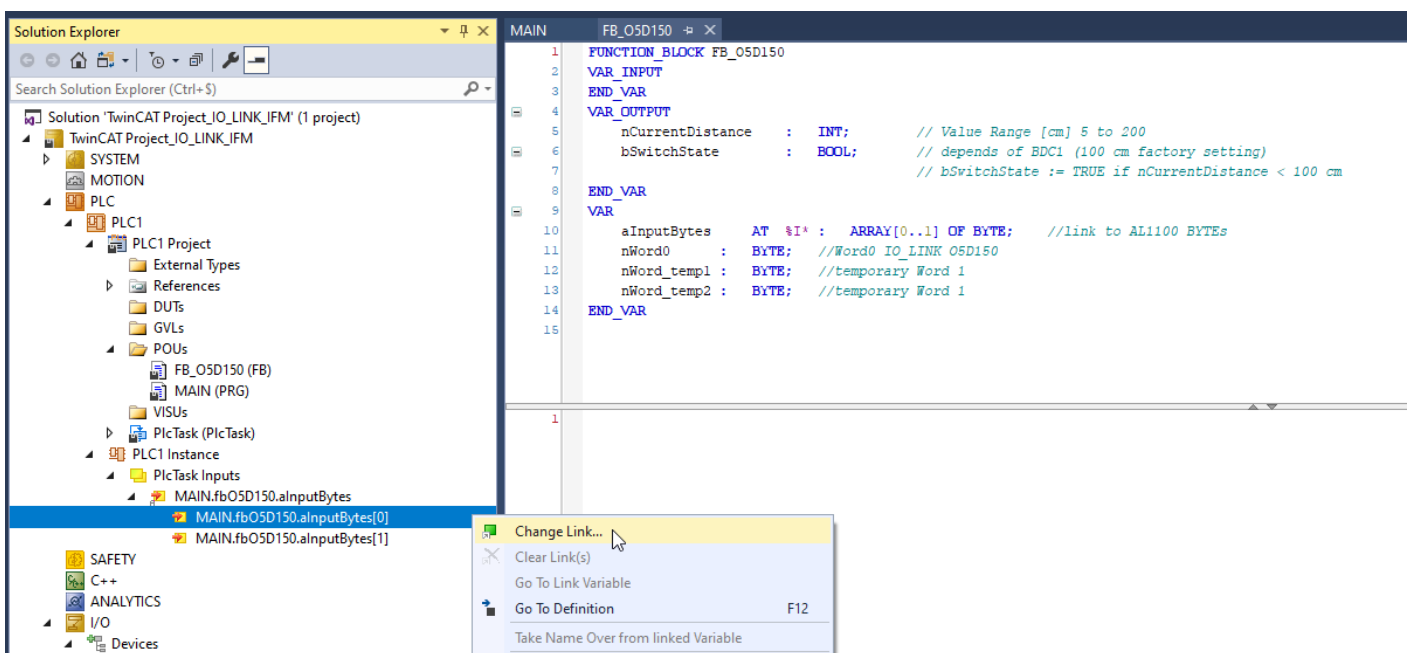 Solution Explorer
Search Solution Explorer (Ctrl+$)
Solution 'TwinCAT Project_IO_LINK_IFM' (1 project)
TwinCAT Project_IO_LINK_IFM
SYSTEM
MOTION
PLC
PLC1
PLC1 Project
External Types
References
DUTs
GVLs
POUs
FB_O5D150 (FB)
MAIN (PRG)
VISUs
PlcTask (PlcTask)
PLC1 Instance
PlcTask Inputs
MAIN.fbO5D150.aInputBytes
MAIN.fbO5D150.aInputBytes[0]
MAIN.fbO5D150.aInputBytes[1]
SAFETY
C++
ANALYTICS
I/O
Devices
MAIN FB_O5D150
1 FUNCTION_BLOCK FB_O5D150
2 VAR_INPUT
3 END_VAR
4 VAR_OUTPUT
5 nCurrentDistance : INT; // Value Range [cm] 5 to 200
6 bSwitchState : BOOL; // depends of BDC1 (100 cm factory setting)
7 // bSwitchState := TRUE if nCurrentDistance < 100 cm
8 END_VAR
9 VAR
10 aInputBytes AT %I* : ARRAY[0..1] OF BYTE; //link to AL1100 BYTEs
11 nWord0 : BYTE; //Word0 IO_LINK O5D150
12 nWord_temp1 : BYTE; //temporary Word 1
13 nWord_temp2 : BYTE; //temporary Word 1
14 END_VAR
15
1
Change Link...
Clear Link(s)
Go To Link Variable
Go To Definition F12
Take Name Over from linked Variable